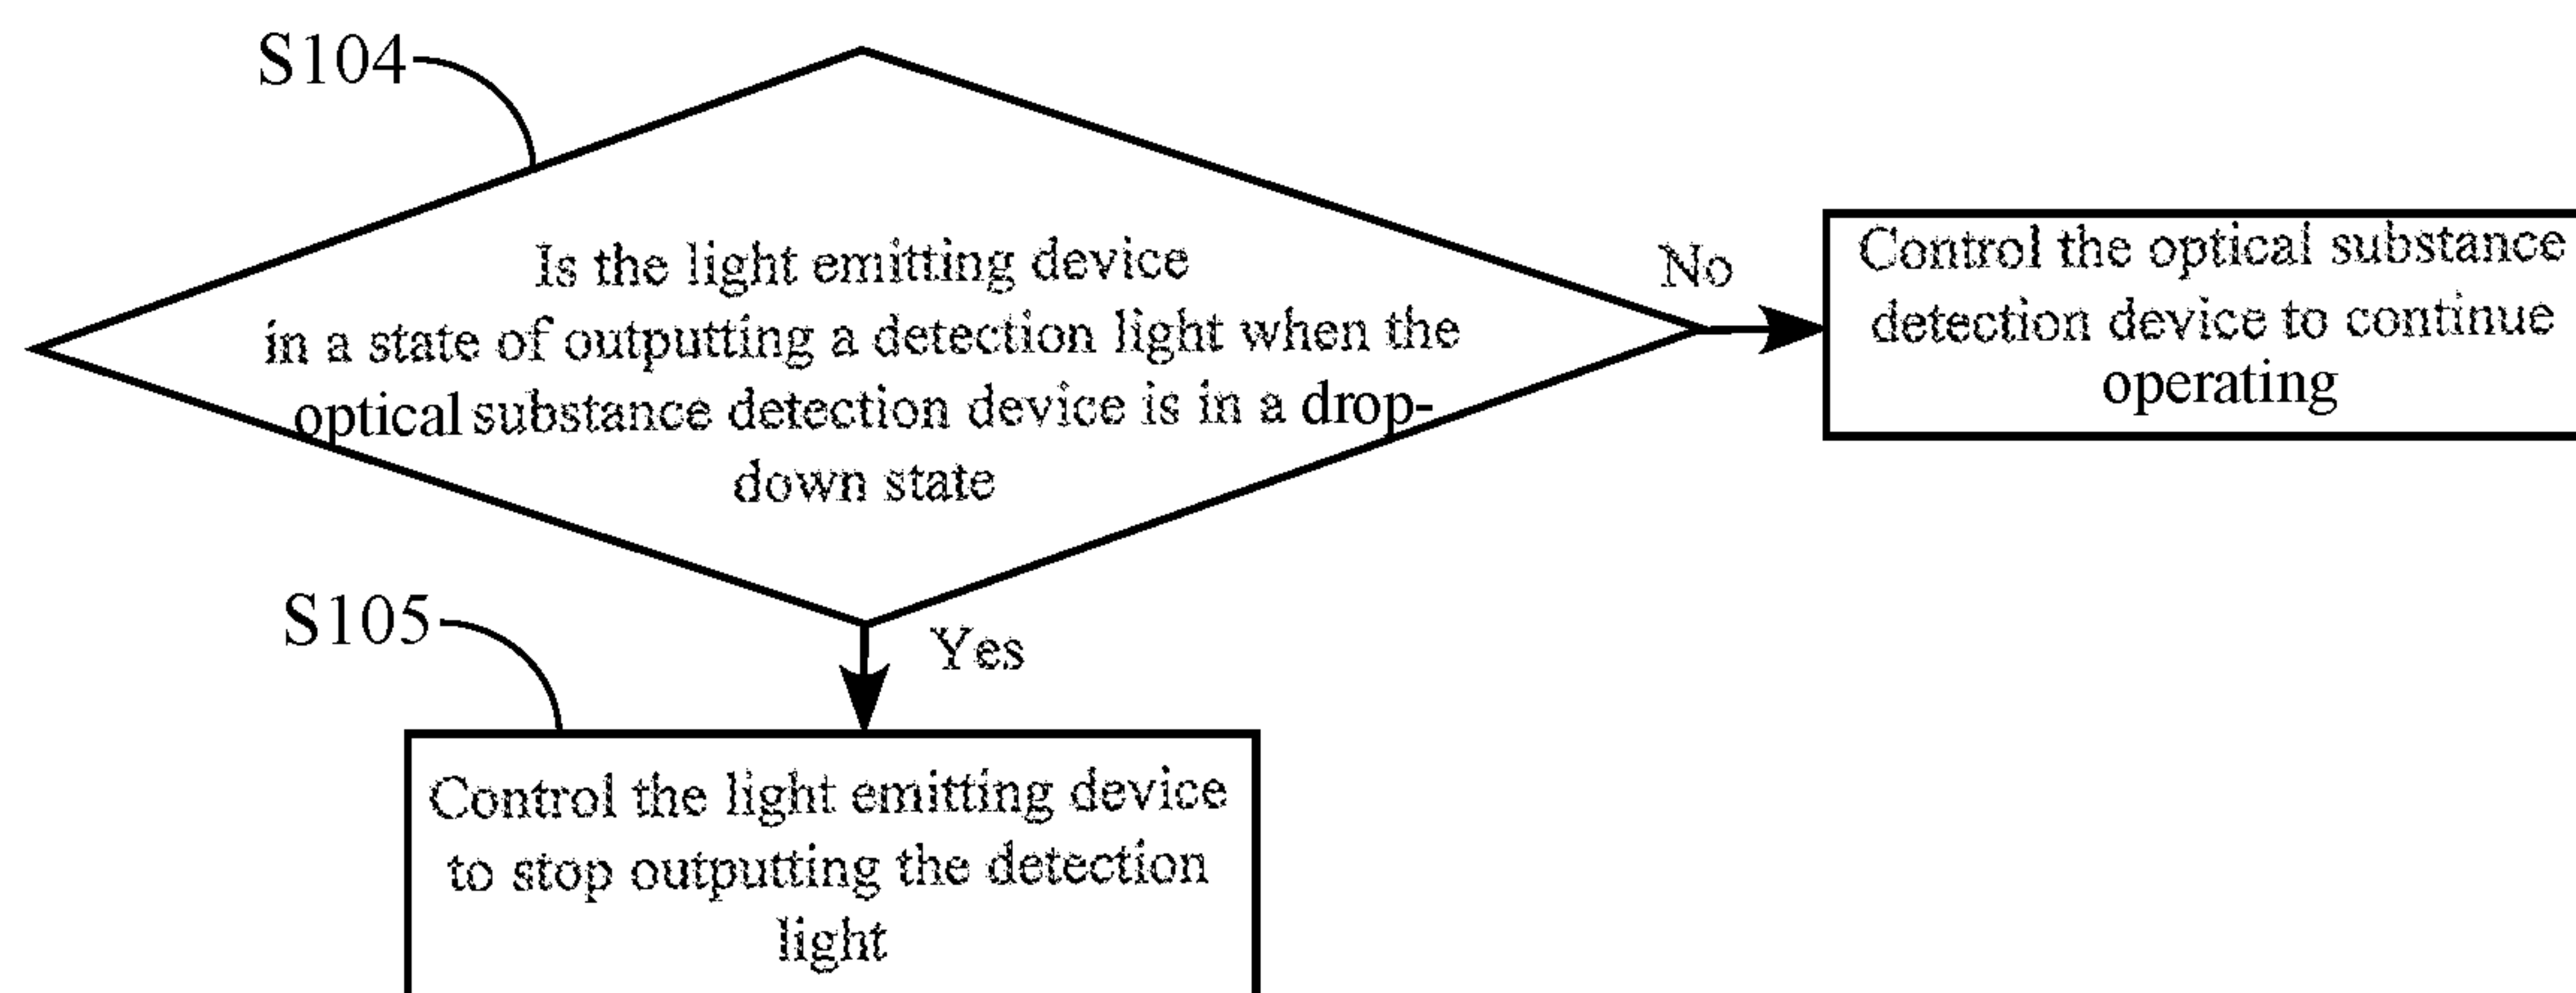 S104
Is the light emitting device
in a state of outputting a detection light when the
optical substance detection device is in a drop-
down state
No
Control the optical substance
detection device to continue
operating
S105
Yes
Control the light emitting device
to stop outputting the detection
light